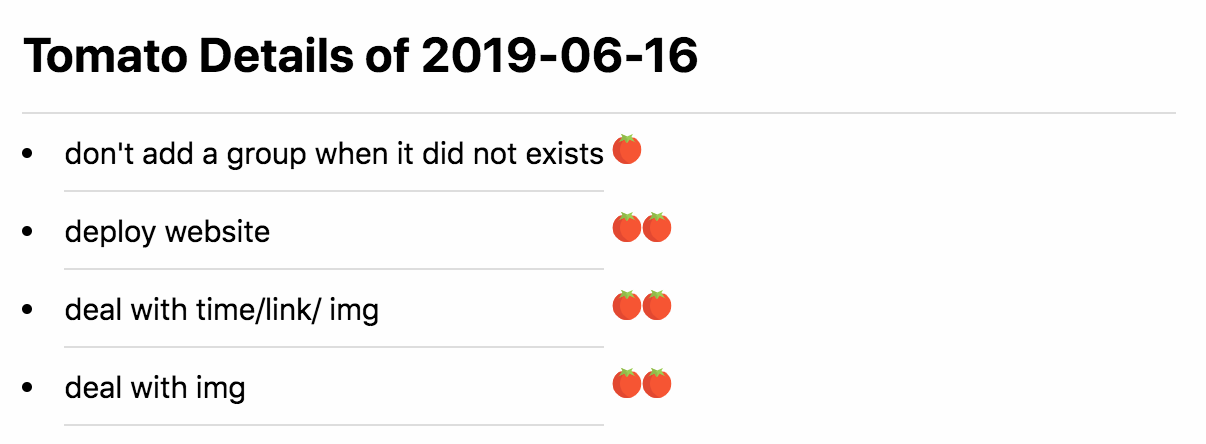 Tomato Details of 2019-06-16
don't add a group when it did not exists
deploy website
deal with time/link/ img
deal with img